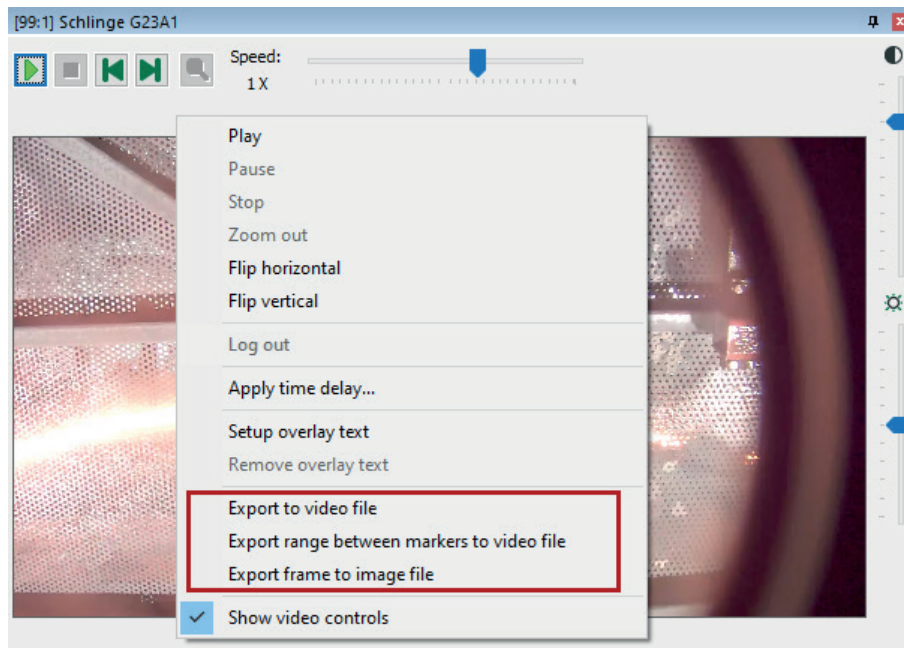 [99:1] Schlinge G23A1
Speed:
1 X
Play
Pause
Stop
Zoom out
Flip horizontal
Flip vertical
Log out
Apply time delay...
Setup overlay text
Remove overlay text
Export to video file
Export range between markers to video file
Export frame to image file
Show video controls